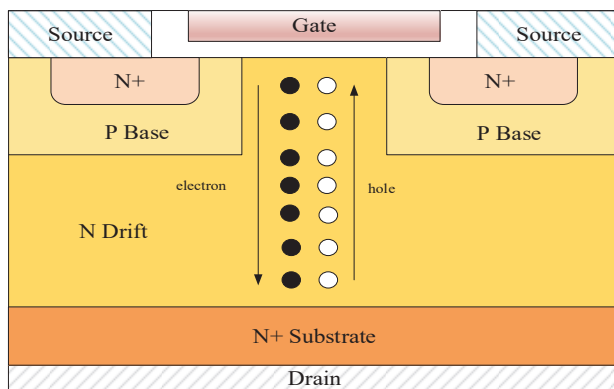 Gate
Source
Source
N+
N+
P Base
P Base
electron
hole
N Drift
N+ Substrate
Drain